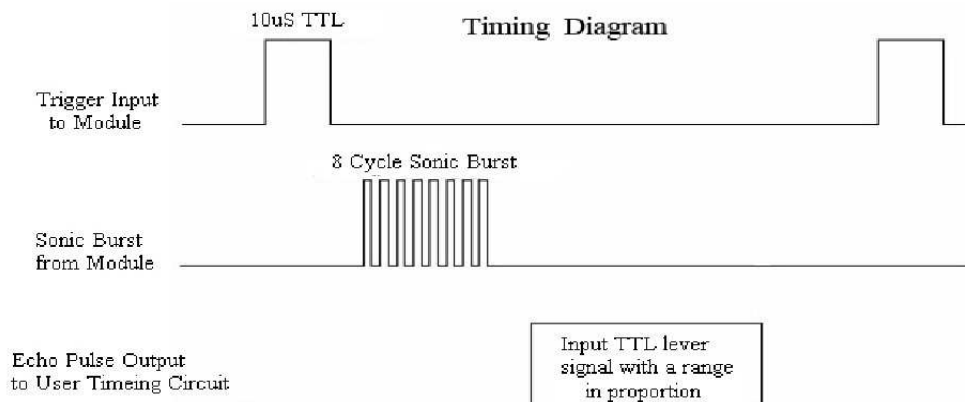 10uS TTL
Timing Diagram
Trigger Input
to Module
8 Cycle Sonic Burst
Sonic Burst
from Module
Echo Pulse Output
to User Timeing Circuit
Input TTL lever
signal with a range
in proportion